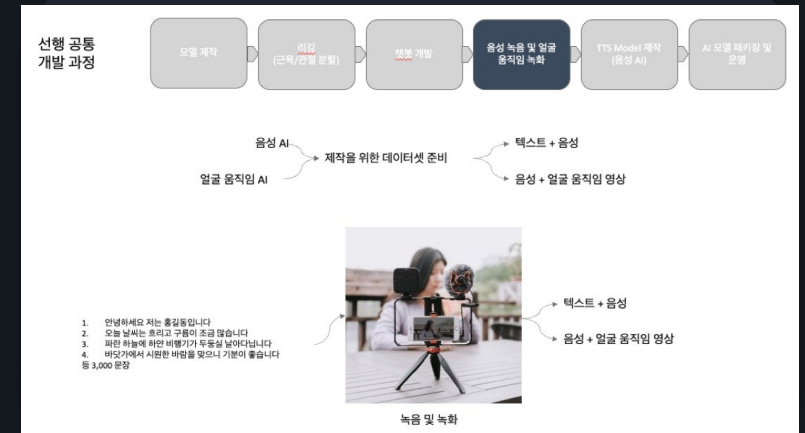 선행 공통
개발 과정
모델 제작
리깅
(근육/관절 분할)
챗봇 개발
음성 녹음 및 얼굴
움직임 녹화
TTS Model 제작
(음성 AI)
AI 모델 패키징 및
운영
음성 AI
얼굴 움직임 AI
제작을 위한 데이터셋 준비
텍스트 + 음성
음성 + 얼굴 움직임 영상
1. 안녕하세요 저는 홍길동입니다
2. 오늘 날씨는 흐리고 구름이 조금 많습니다
3. 파란 하늘에 하얀 비행기가 두둥실 날아다닙니다
4. 바닷가에서 시원한 바람을 맞으니 기분이 좋습니다
등 3,000 문장
텍스트 + 음성
음성 + 얼굴 움직임 영상
녹음 및 녹화